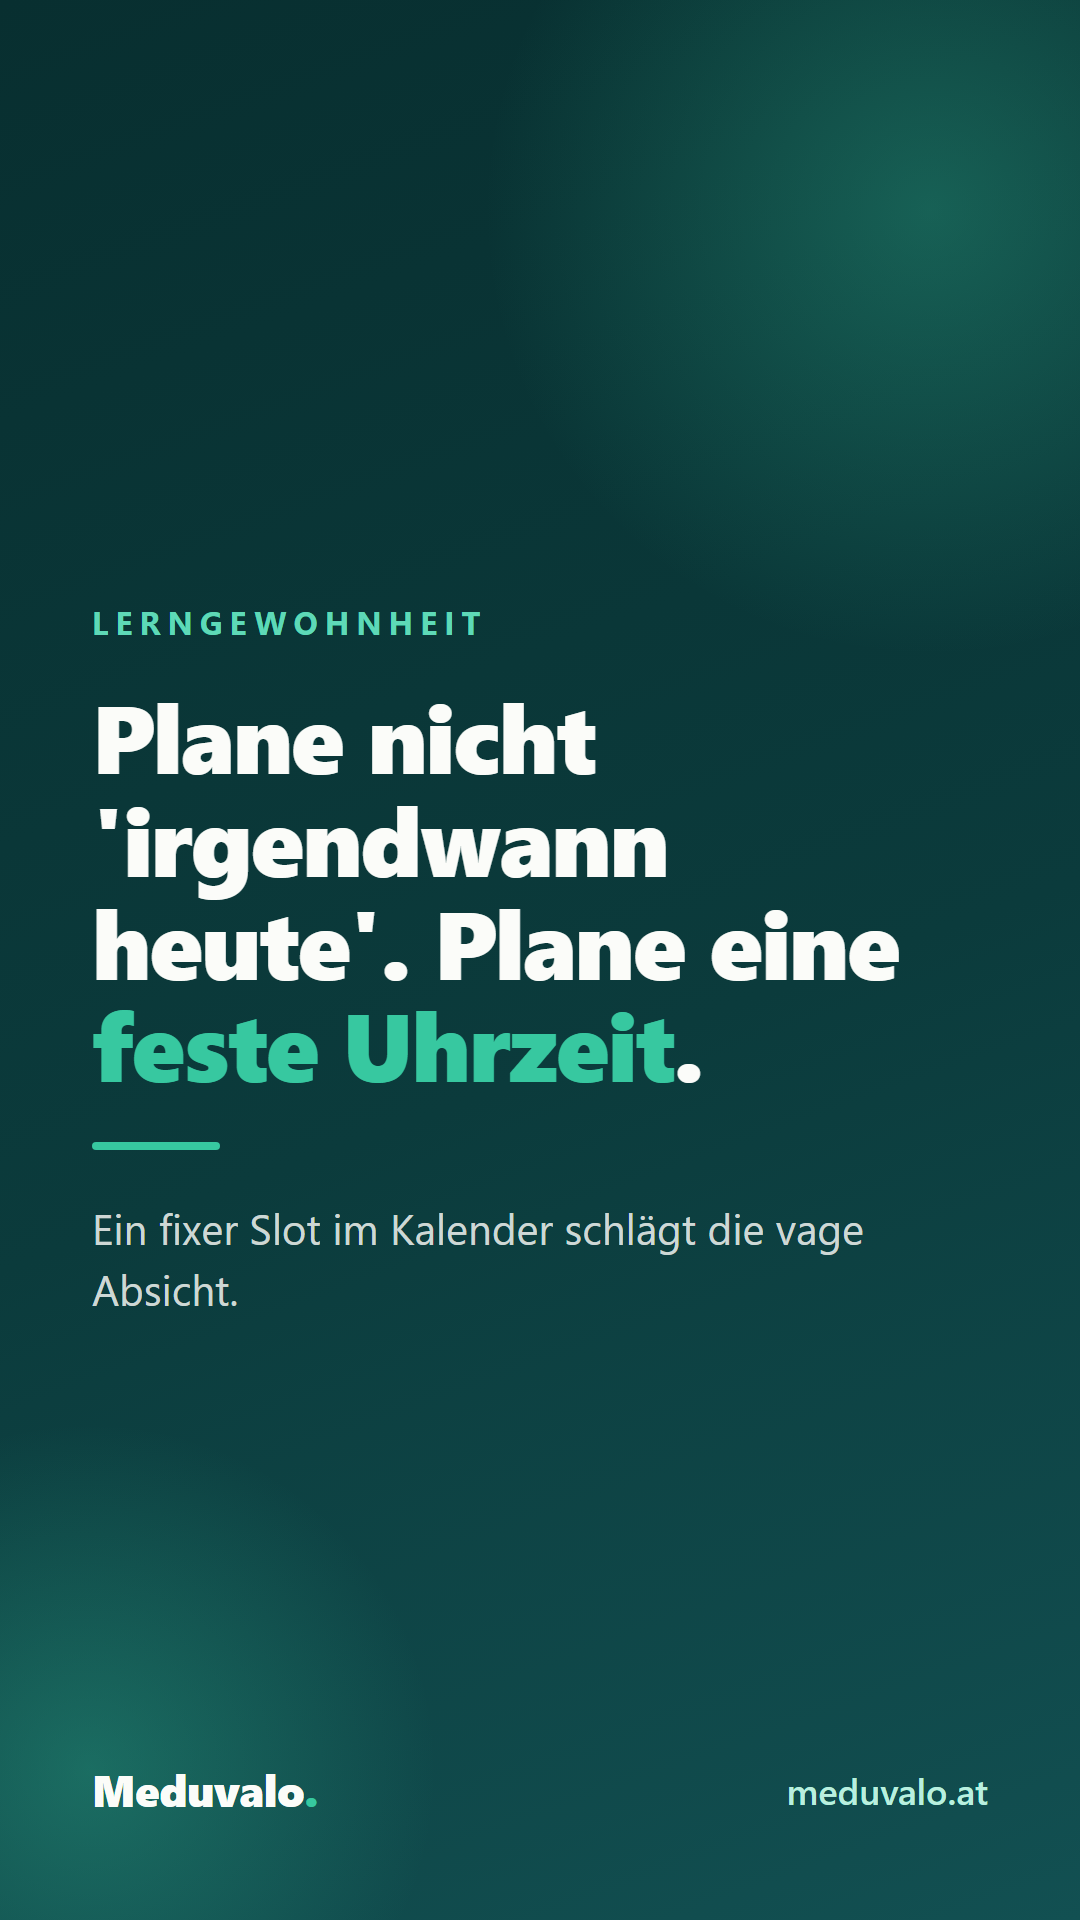 LERNGEWOHNHEIT
Plane nicht
'irgendwann
heute'. Plane eine
feste Uhrzeit.
Ein fixer Slot im Kalender schlägt die vage
Absicht.
Meduvalo.
meduvalo.at